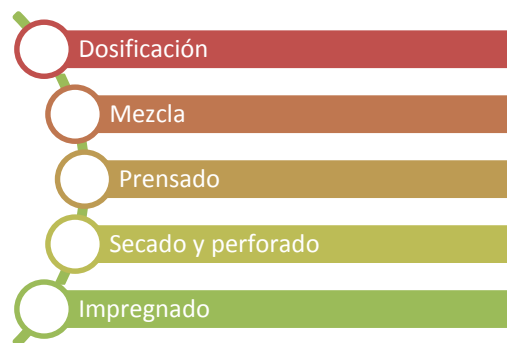 Dosificación
Mezcla
Prensado
Secado y perforado
Impregnado